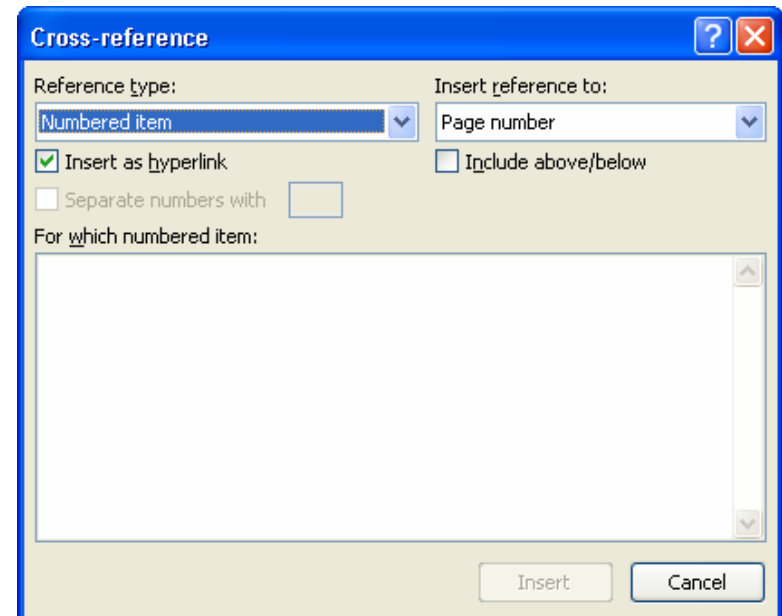 Cross-reference
Reference type:
Insert reference to:
Numbered item
Page number
Insert as hyperlink
Include above/below
Separate numbers with
For which numbered item:
Insert
Cancel